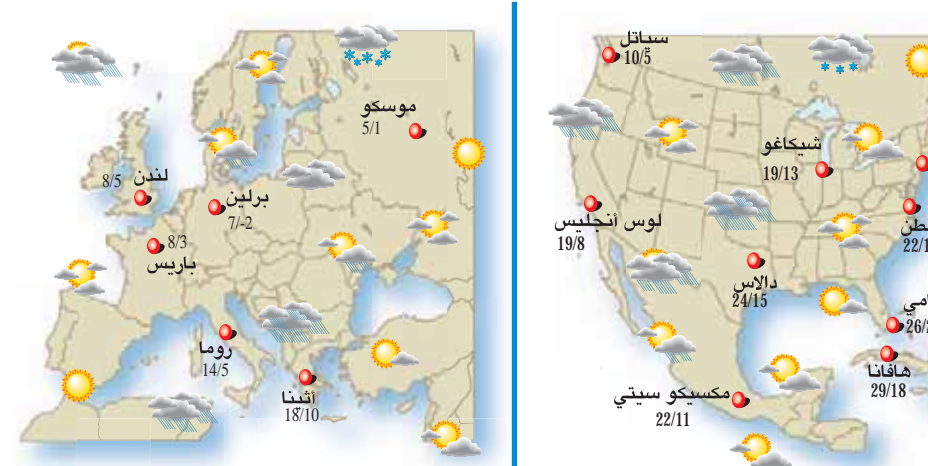 موسكو
5/1
لندن
8/5
برلين
7/-2
8/3
باريس
روما
14/5
أثينا
18/10
سياتل
10/5
شيكاغو
19/13
لوس أنجليس
19/8
دالاس
24/15
هافانا
29/18
مكسيكو سيتي
22/11